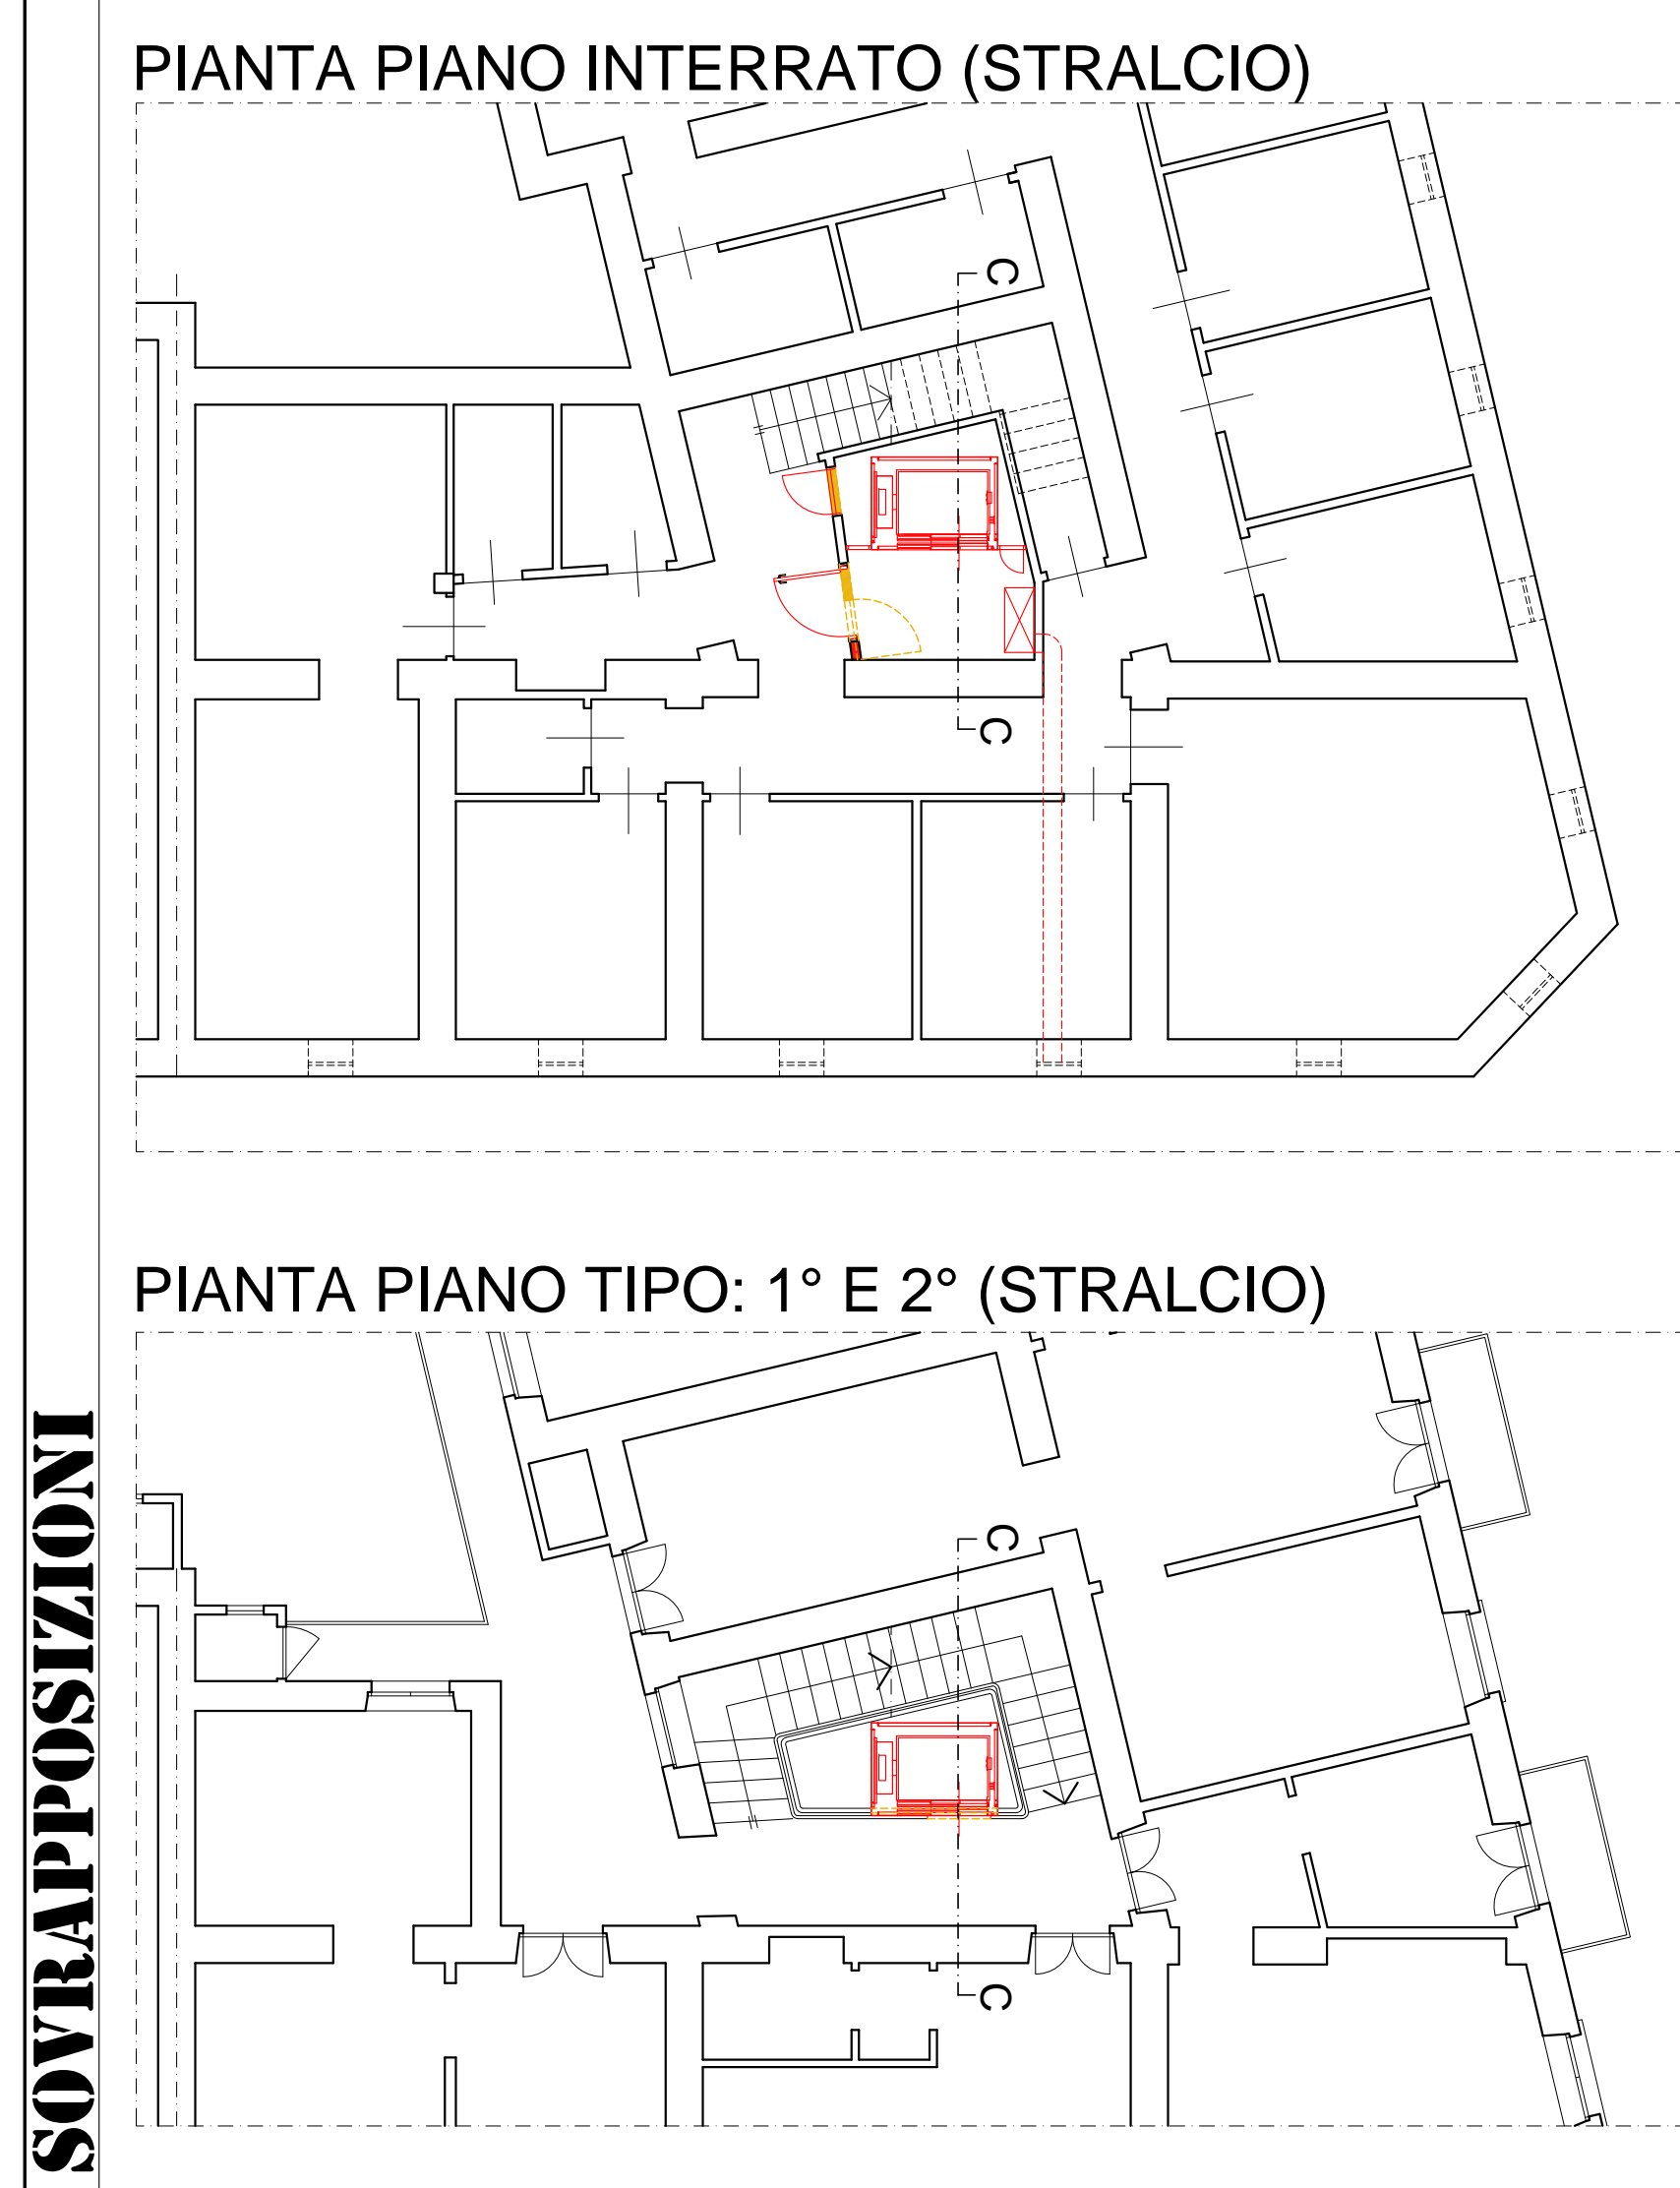 PIANTA PIANO INTERRATO (STRALCIO)
C
C
PIANTA PIANO TIPO: 1° E 2° (STRALCIO)
C
C
SOVRAPPOSIZIONI